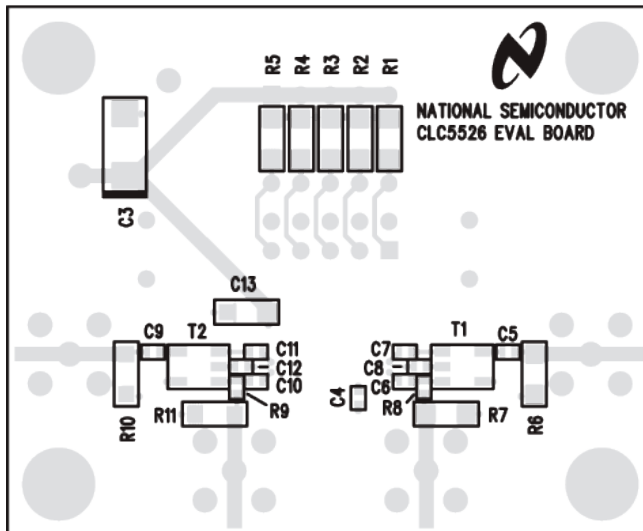 R5 R4 R3 R2 R1
NATIONAL SEMICONDUCTOR
CLC5526 EVAL BOARD
C3
C13
C9 T2 C11
C12
C10
R9
R11
R10
T1 C5
C7
C8
C6
C4
R8
R7
R6